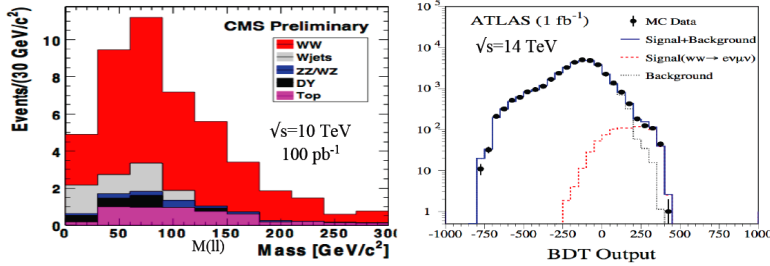 CMS Preliminary
WW
Wjets
ZZ/WZ
DY
Top
√s=10 TeV
100 pb-1
Events/(30 GeV/c²)
10
8
6
4
2
0
0 50 100 150 200 250 300
M(ll)
Mass [GeV/c²]
ATLAS (1 fb-1)
√s=14 TeV
MC Data
Signal+Background
Signal(ww→ evμv)
Background
10⁵
10⁴
10³
10²
10
1
-1000 -750 -500 -250 0 250 500 1000
BDT Output